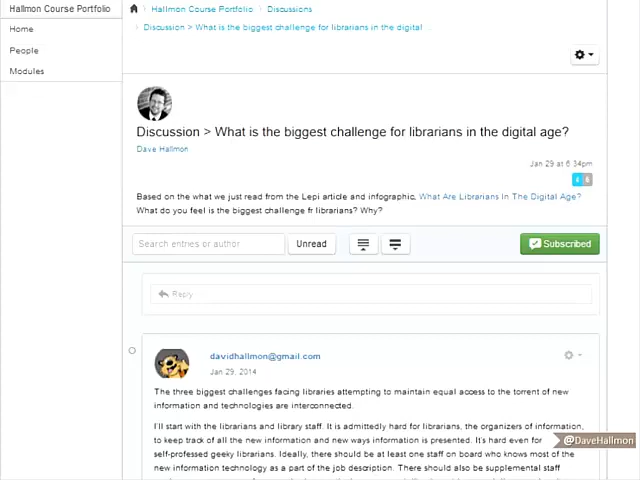 Hallmon Course Portfolio
Hallmon Course Portfolio Discussions
Home
Discussion > What is the biggest challenge for librarians in the digital
People
Modules
Discussion > What is the biggest challenge for librarians in the digital age?
Dave Hallmon
Jan 29 at 6:34pm
Based on the what we just read from the Lepi article and infographic, What Are Librarians In The Digital Age?
What do you feel is the biggest challenge fr librarians? Why?
Search entries or author Unread Subscribed
Reply
davidhallmon@gmail.com
Jan 29, 2014
The three biggest challenges facing libraries attempting to maintain equal access to the torrent of new
information and technologies are interconnected.
I'll start with the librarians and library staff. It is admittedly hard for librarians, the organizers of information,
to keep track of all the new information and new ways information is presented. It's hard even for
@DaveHallmon
self-professed geeky librarians. Ideally, there should be at least one staff on board who knows most of the
new information technology as a part of the job description. There should also be supplemental staff